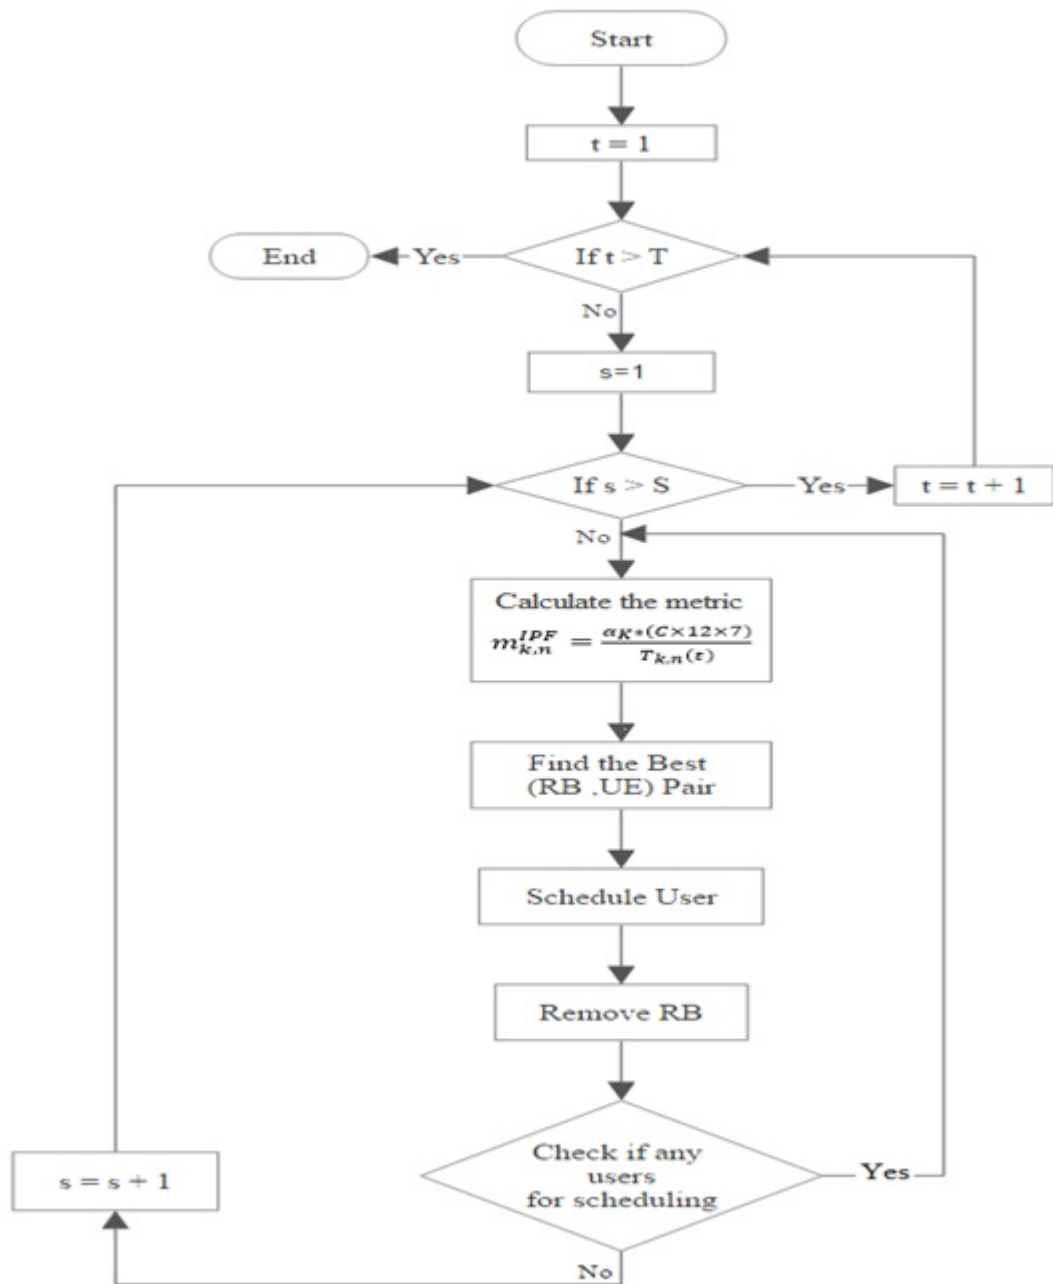 Start
t = 1
If t > T
Yes
End
No
s=1
If s > S
Yes
t = t + 1
No
Calculate the metric
m_{k,n}^{IPF} = \frac{α_K*(C×12×7)}{T_{k,n}(t)}
Find the Best
(RB ,UE) Pair
Schedule User
Remove RB
Check if any
users
for scheduling
Yes
No
s = s + 1